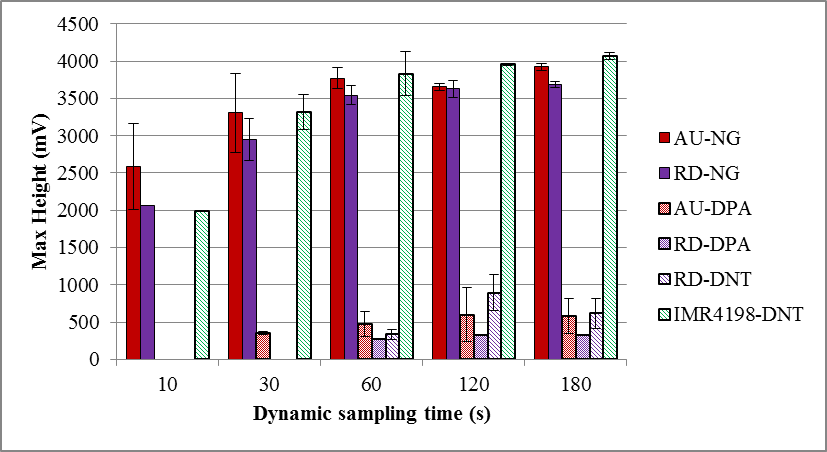 4500
4000
3500
3000
2500
2000
1500
1000
500
0
Max Height (mV)
10 30 60 120 180
Dynamic sampling time (s)
AU-NG
RD-NG
AU-DPA
RD-DPA
RD-DNT
IMR4198-DNT